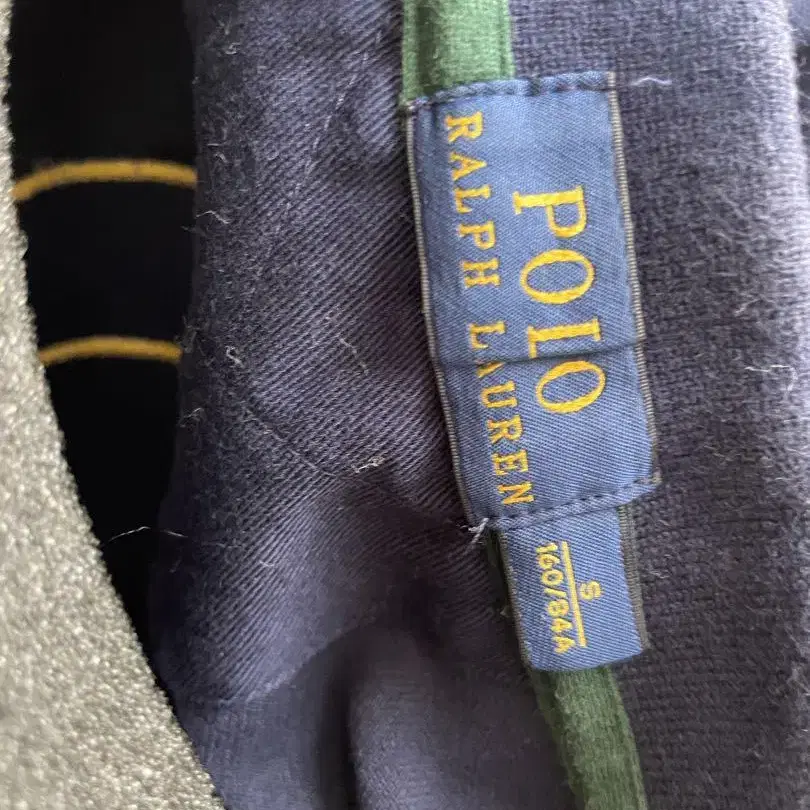 POLO
RALPH LAUREN
S
160/84A